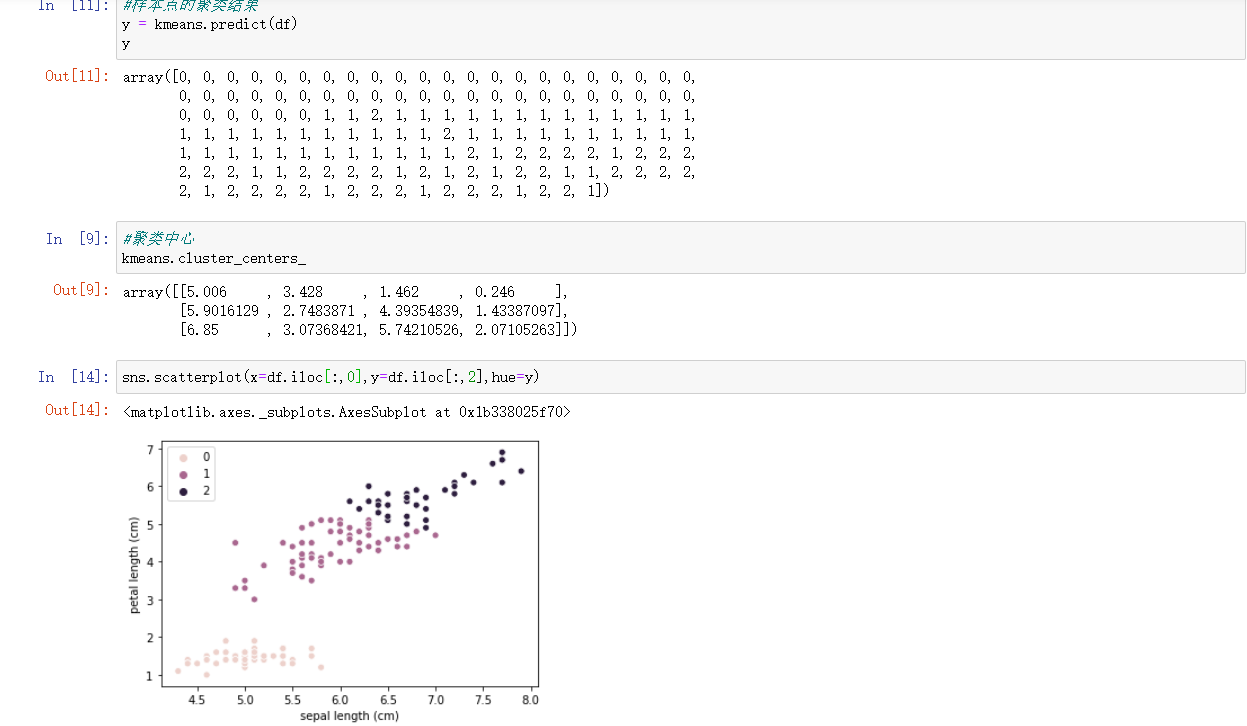 In [11]: #样本点的聚类结果
y = kmeans.predict(df)
y
Out[11]: array([0, 0, 0, 0, 0, 0, 0, 0, 0, 0, 0, 0, 0, 0, 0, 0, 0, 0, 0, 0, 0, 0,
0, 0, 0, 0, 0, 0, 0, 0, 0, 0, 0, 0, 0, 0, 0, 0, 0, 0, 0, 0, 0, 0,
0, 0, 0, 0, 0, 0, 1, 1, 2, 1, 1, 1, 1, 1, 1, 1, 1, 1, 1, 1, 1, 1,
1, 1, 1, 1, 1, 1, 1, 1, 1, 1, 1, 2, 1, 1, 1, 1, 1, 1, 1, 1, 1, 1,
1, 1, 1, 1, 1, 1, 1, 1, 1, 1, 1, 1, 2, 1, 2, 2, 2, 2, 1, 2, 2, 2,
2, 2, 2, 1, 1, 2, 2, 2, 2, 1, 2, 1, 2, 1, 2, 2, 1, 1, 2, 2, 2, 2,
2, 1, 2, 2, 2, 2, 1, 2, 2, 2, 1, 2, 2, 2, 1, 2, 2, 1])
In [9]: #聚类中心
kmeans.cluster_centers_
Out[9]: array([[5.006 , 3.428 , 1.462 , 0.246 ],
[5.9016129 , 2.7483871 , 4.39354839, 1.43387097],
[6.85 , 3.07368421, 5.74210526, 2.07105263]])
In [14]: sns.scatterplot(x=df.iloc[:,0],y=df.iloc[:,2],hue=y)
Out[14]: <matplotlib.axes._subplots.AxesSubplot at 0x1b338025f70>
0
1
2
7
6
5
4
3
2
1
petal length (cm)
4.5 5.0 5.5 6.0 6.5 7.0 7.5 8.0
sepal length (cm)